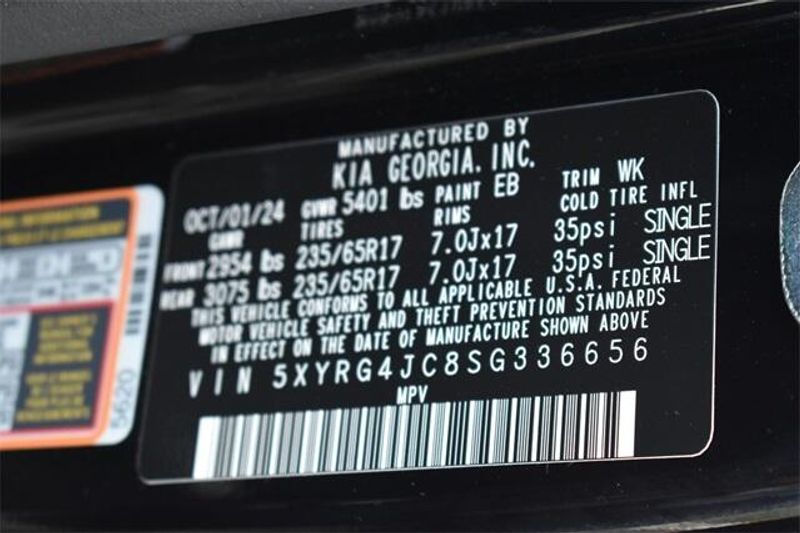 MANUFACTURED BY
KIA GEORGIA, INC.
OCT/01/24 GVWR 5401 lbs PAINT EB TRIM WK
GAWR TIRES RIMS COLD TIRE INFL
FRONT 2954 lbs 235/65R17 7.0Jx17 35psi SINGLE
REAR 3075 lbs 235/65R17 7.0Jx17 35psi SINGLE
THIS VEHICLE CONFORMS TO ALL APPLICABLE U.S.A. FEDERAL
MOTOR VEHICLE SAFETY AND THEFT PREVENTION STANDARDS
IN EFFECT ON THE DATE OF MANUFACTURE SHOWN ABOVE
VIN 5XYRG4JC8SG336656
MPV
5620